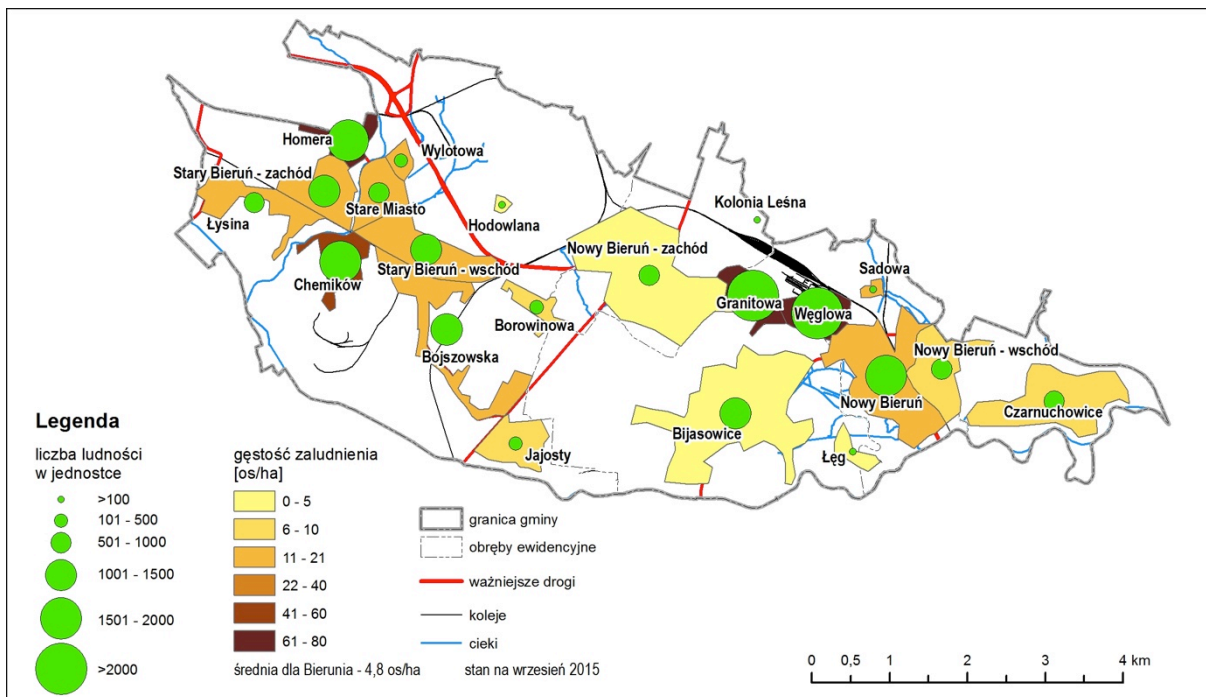 Homera
Wylotowa
Stary Bieruń - zachód
Stare Miasto
Łysina
Hodowlana
Kolonia Leśna
Nowy Bieruń - zachód
Stary Bieruń - wschód
Sadowa
Chemików
Granitowa
Węglowa
Borowinowa
Bojszowska
Nowy Bieruń - wschód
Nowy Bieruń
Czarnuchowice
Bijasowice
Jajosty
Łęg
Legenda
liczba ludności
w jednostce
>100
101 - 500
501 - 1000
1001 - 1500
1501 - 2000
>2000
gęstość zaludnienia
[os/ha]
0 - 5
6 - 10
11 - 21
22 - 40
41 - 60
61 - 80
granica gminy
obręby ewidencyjne
ważniejsze drogi
koleje
cieki
średnia dla Bierunia - 4,8 os/ha
stan na wrzesień 2015
0 0,5 1 2 3 4 km